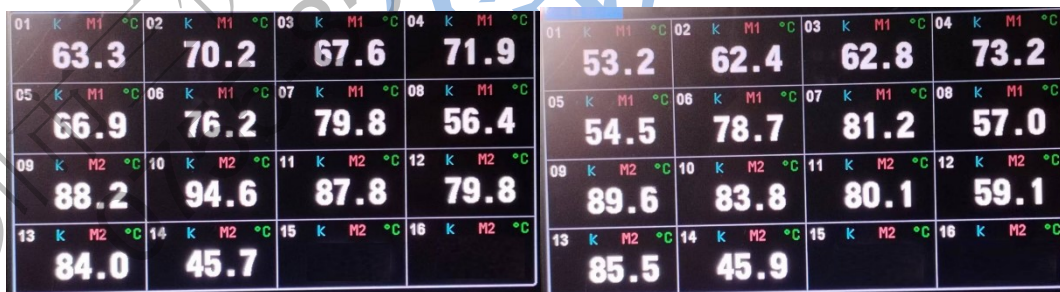 01 K M1 °C 02 K M1 °C 03 K M1 °C 04 K M1 °C
63.3 70.2 67.6 71.9
05 K M1 °C 06 K M1 °C 07 K M1 °C 08 K M1 °C
66.9 76.2 79.8 56.4
09 K M2 °C 10 K M2 °C 11 K M2 °C 12 K M2 °C
88.2 94.6 87.8 79.8
13 K M2 °C 14 K M2 °C 15 K M2 °C 16 K M2 °C
84.0 45.7
01 K M1 °C 02 K M1 °C 03 K M1 °C 04 K M1 °C
53.2 62.4 62.8 73.2
05 K M1 °C 06 K M1 °C 07 K M1 °C 08 K M1 °C
54.5 78.7 81.2 57.0
09 K M2 °C 10 K M2 °C 11 K M2 °C 12 K M2 °C
89.6 83.8 80.1 59.1
13 K M2 °C 14 K M2 °C 15 K M2 °C 16 K M2 °C
85.5 45.9